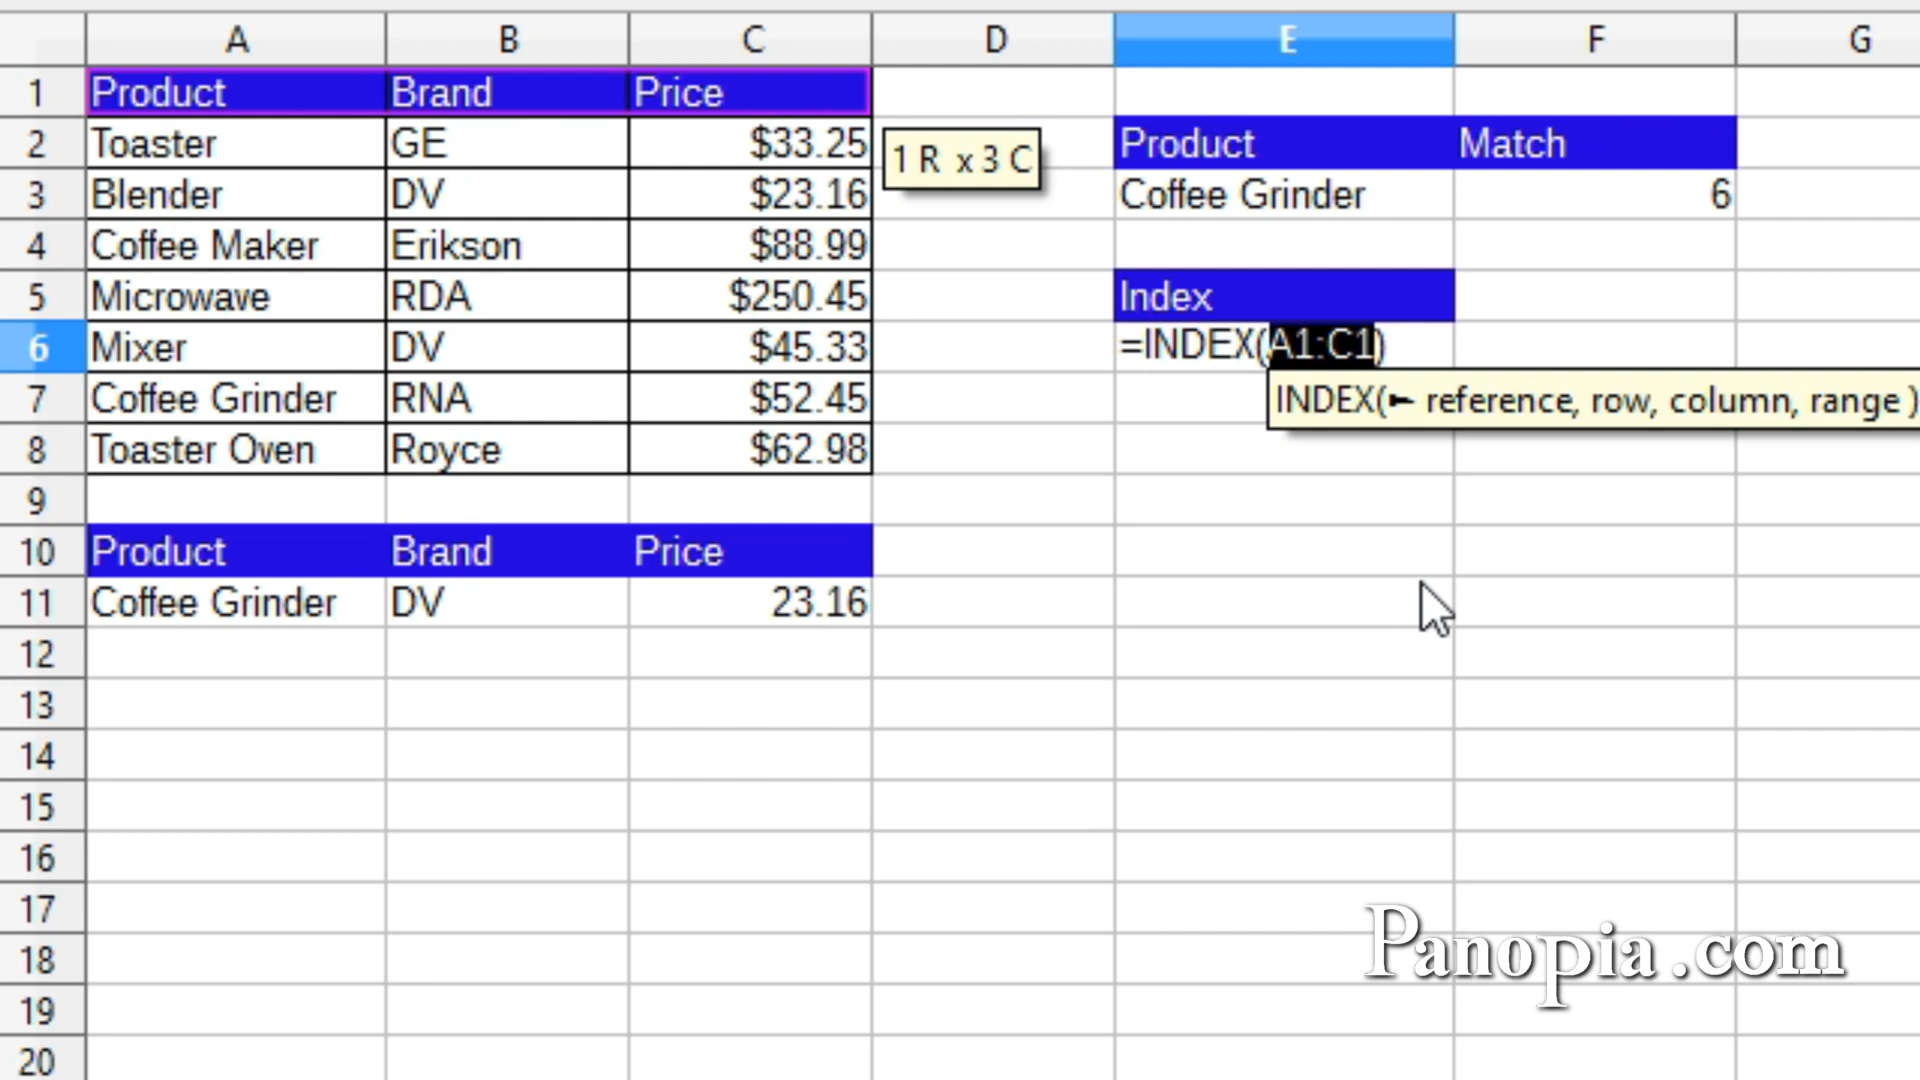 A B C D E F G
1 Product Brand Price
2 Toaster GE $33.25 1 R x 3 C Product Match
3 Blender DV $23.16 Coffee Grinder 6
4 Coffee Maker Erikson $88.99
5 Microwave RDA $250.45 Index
6 Mixer DV $45.33 =INDEX(A1:C1)
7 Coffee Grinder RNA $52.45 INDEX(► reference, row, column, range )
8 Toaster Oven Royce $62.98
9
10 Product Brand Price
11 Coffee Grinder DV 23.16
12
13
14
15
16
17
18
Panopia.com
19
20